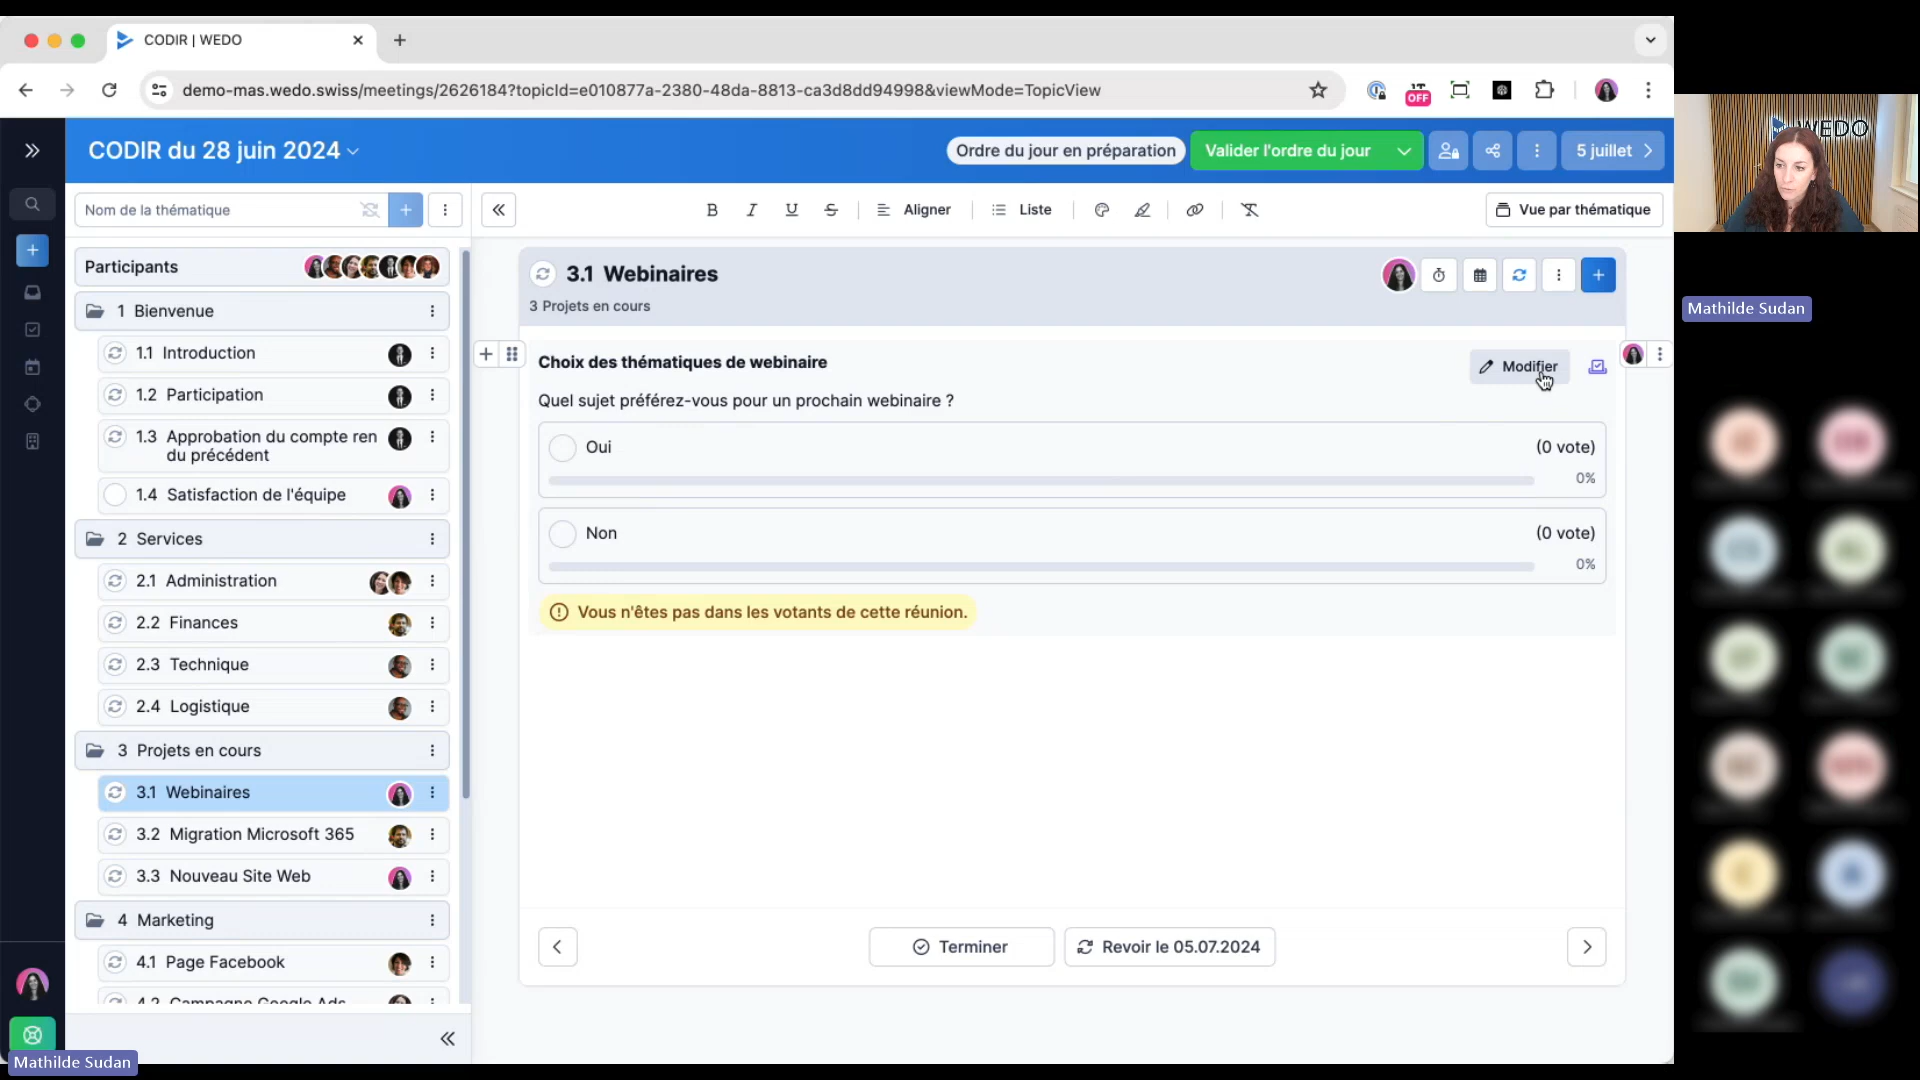 CODIR | WEDO
demo-mas.wedo.swiss/meetings/2626184?topicId=e010877a-2380-48da-8813-ca3d8dd94998&viewMode=TopicView
OFF
CODIR du 28 juin 2024
Ordre du jour en préparation
Valider l'ordre du jour
5 juillet
WEDO
Nom de la thématique
B I U S
Aligner
Liste
Vue par thématique
Participants
1 Bienvenue
1.1 Introduction
1.2 Participation
1.3 Approbation du compte ren
du précédent
1.4 Satisfaction de l'équipe
2 Services
2.1 Administration
2.2 Finances
2.3 Technique
2.4 Logistique
3 Projets en cours
3.1 Webinaires
3.2 Migration Microsoft 365
3.3 Nouveau Site Web
4 Marketing
4.1 Page Facebook
4.2 Campagne Google Ads
3.1 Webinaires
3 Projets en cours
Choix des thématiques de webinaire
Modifier
Quel sujet préférez-vous pour un prochain webinaire ?
Oui
(0 vote)
0%
Non
(0 vote)
0%
Vous n'êtes pas dans les votants de cette réunion.
Terminer
Revoir le 05.07.2024
Mathilde Sudan
Mathilde Sudan